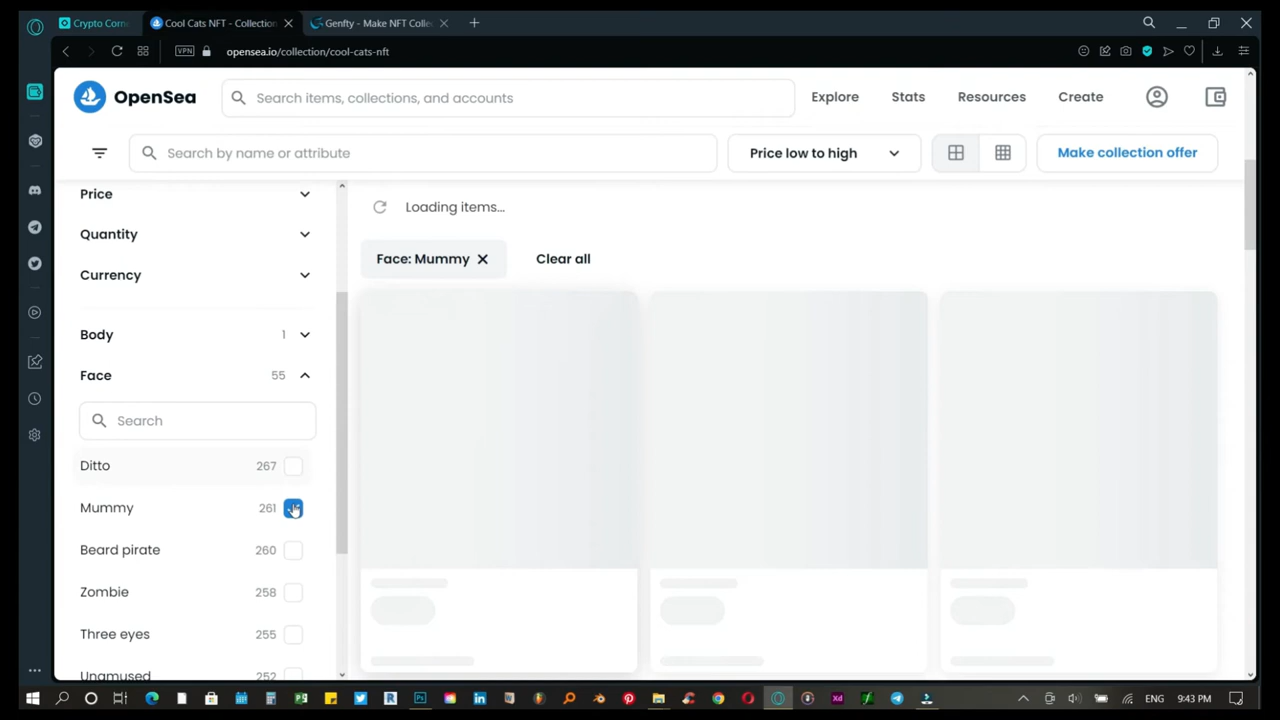 Crypto Corn
Cool Cats NFT - Collection
Genfty - Make NFT Collec
VPN
opensea.io/collection/cool-cats-nft
OpenSea
Search items, collections, and accounts
Explore
Stats
Resources
Create
Search by name or attribute
Price low to high
Make collection offer
Price
Loading items...
Quantity
Face: Mummy
Clear all
Currency
Body 1
Face 55
Search
Ditto 267
Mummy 261
Beard pirate 260
Zombie 258
Three eyes 255
Unamused 252
ENG
9:43 PM